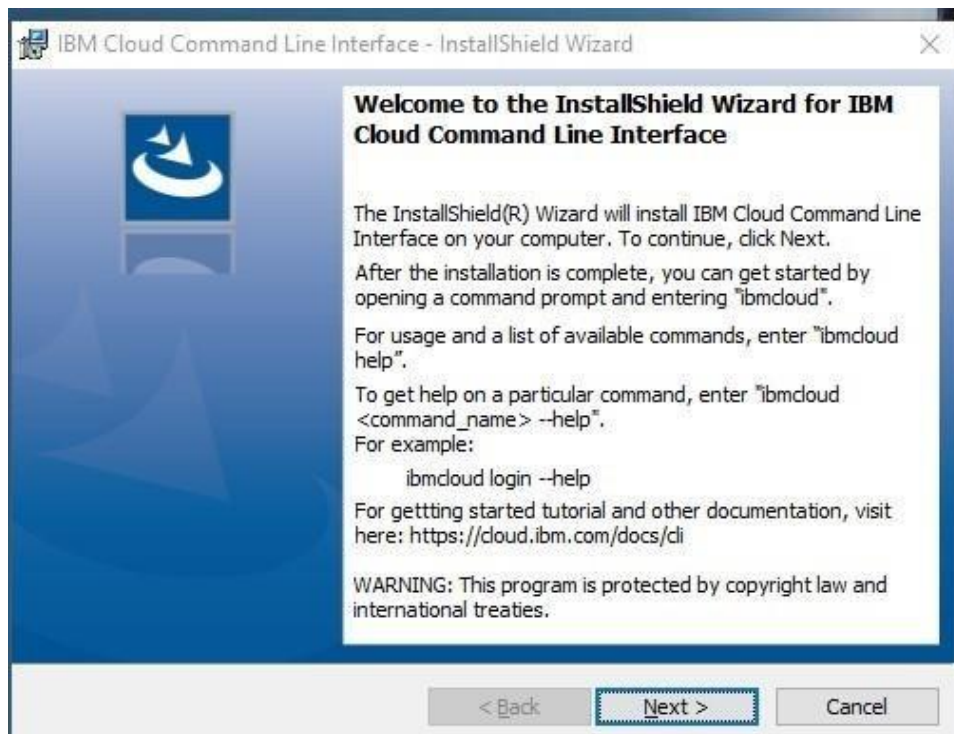 IBM Cloud Command Line Interface - InstallShield Wizard
Welcome to the InstallShield Wizard for IBM
Cloud Command Line Interface
The InstallShield(R) Wizard will install IBM Cloud Command Line
Interface on your computer. To continue, click Next.
After the installation is complete, you can get started by
opening a command prompt and entering "ibmcloud".
For usage and a list of available commands, enter "ibmcloud
help".
To get help on a particular command, enter "ibmcloud
<command_name> --help".
For example:
ibmcloud login --help
For gettting started tutorial and other documentation, visit
here: https://cloud.ibm.com/docs/cli
WARNING: This program is protected by copyright law and
international treaties.
< Back
Next >
Cancel